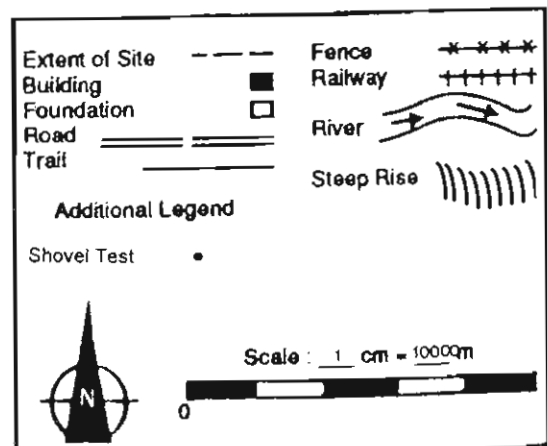 Extent of Site
Building
Foundation
Road
Trail
Fence
Railway
River
Steep Rise
Additional Legend
Shovel Test
N
Scale : 1 cm = 10000m
0